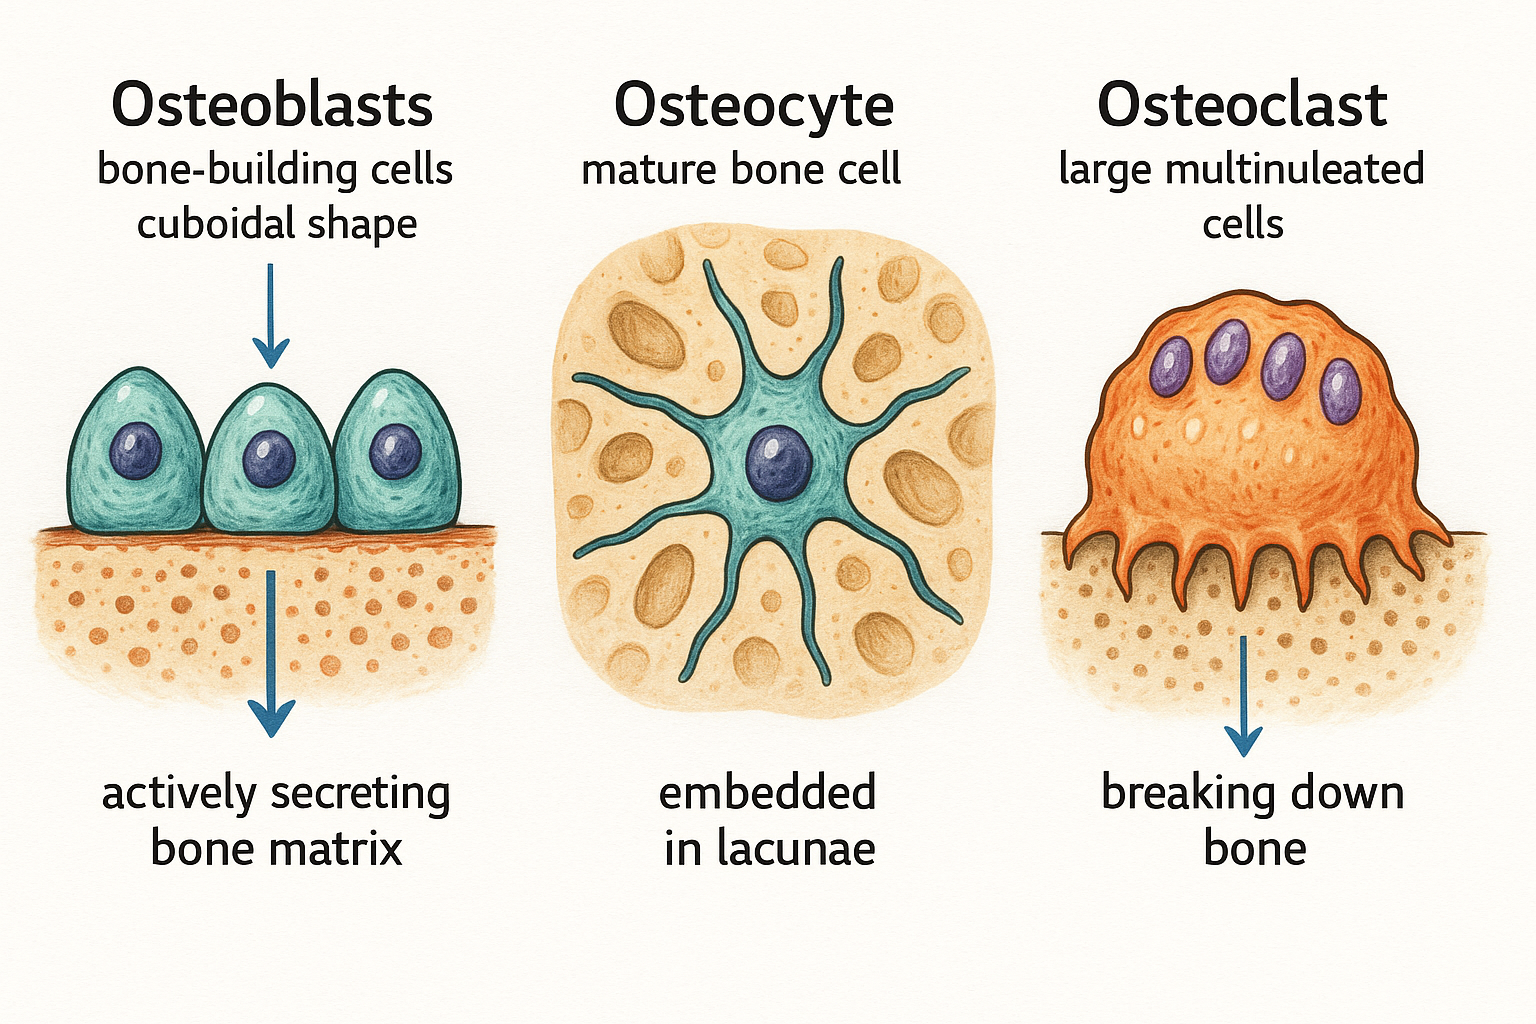 Osteoblasts
bone-building cells
cuboidal shape
actively secreting
bone matrix
Osteocyte
mature bone cell
embedded
in lacunae
Osteoclast
large multinuleated
cells
breaking down
bone